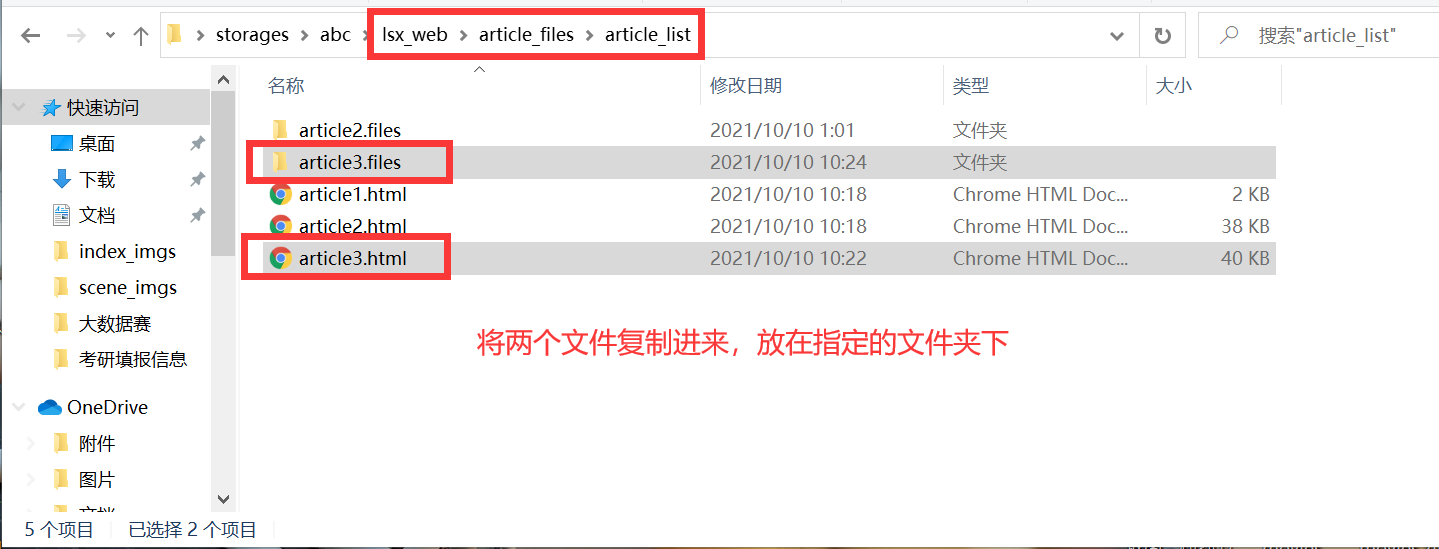 storages abc lsx_web article_files article_list
搜索"article_list"
名称 修改日期 类型 大小
快速访问
桌面
下载
文档
index_imgs
scene_imgs
大数据赛
考研填报信息
OneDrive
附件
图片
article2.files 2021/10/10 1:01 文件夹
article3.files 2021/10/10 10:24 文件夹
article1.html 2021/10/10 10:18 Chrome HTML Doc... 2 KB
article2.html 2021/10/10 10:18 Chrome HTML Doc... 38 KB
article3.html 2021/10/10 10:22 Chrome HTML Doc... 40 KB
将两个文件复制进来，放在指定的文件夹下
5 个项目 已选择 2 个项目